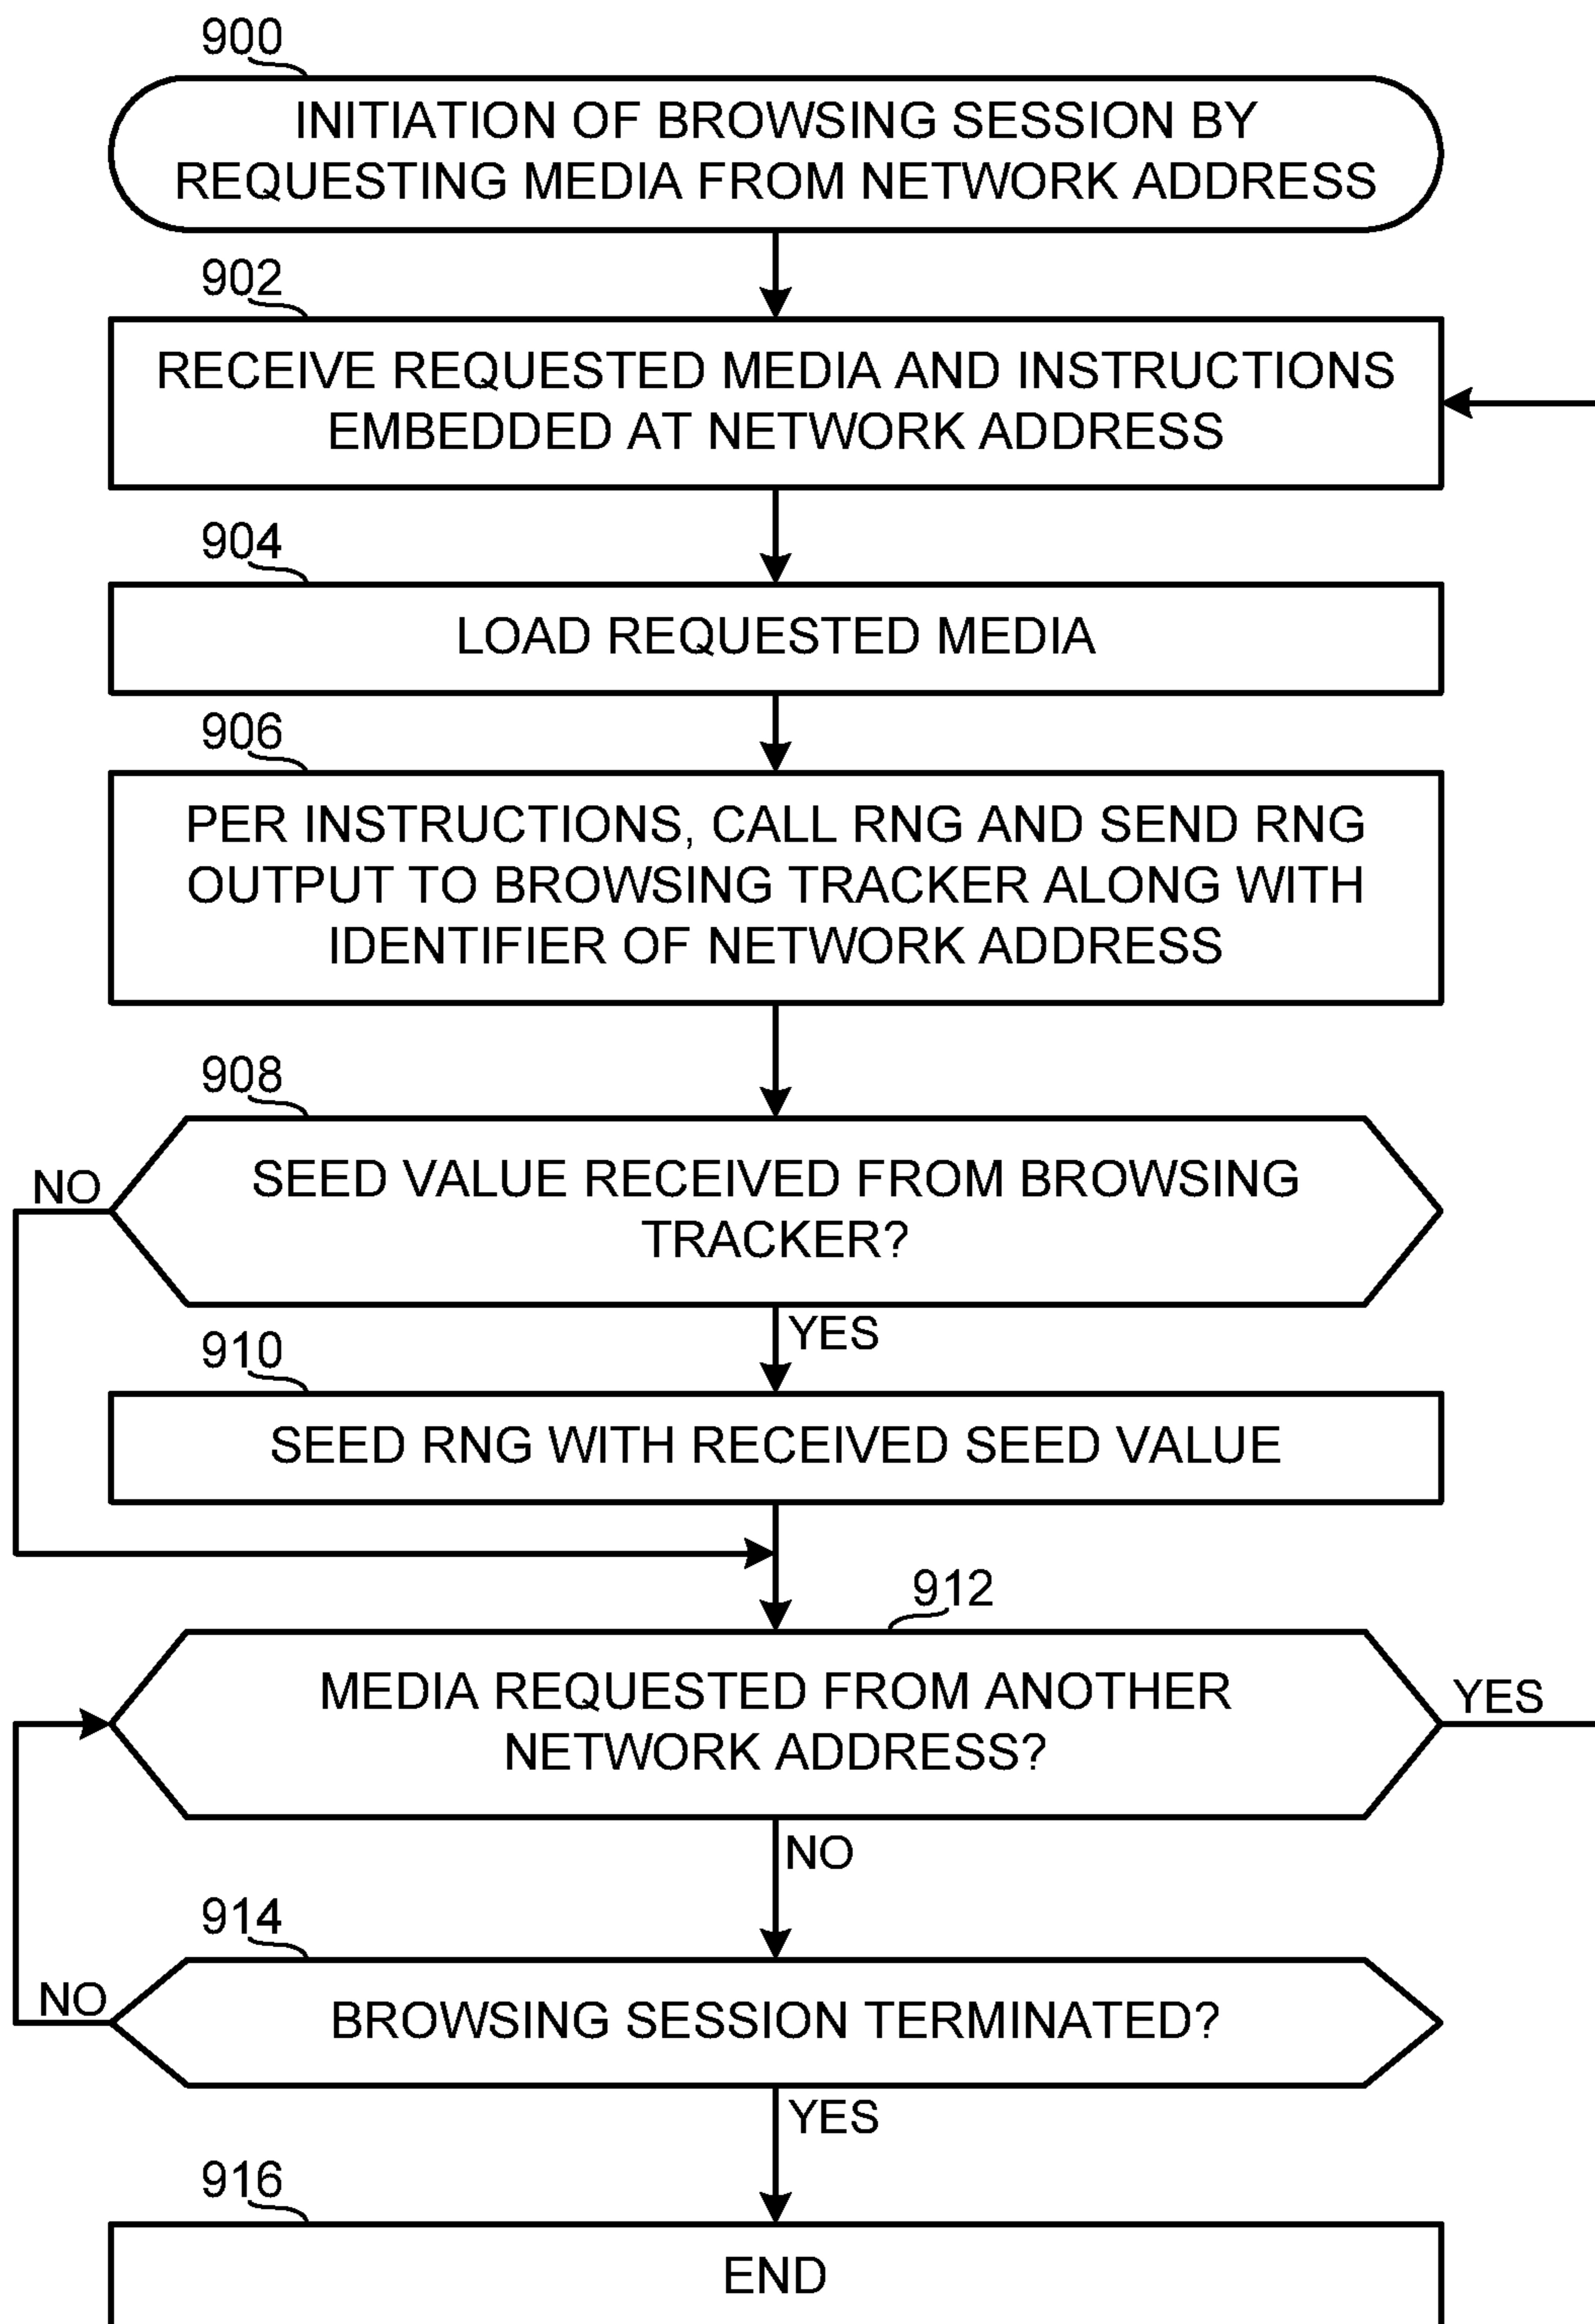 900
INITIATION OF BROWSING SESSION BY
REQUESTING MEDIA FROM NETWORK ADDRESS
902
RECEIVE REQUESTED MEDIA AND INSTRUCTIONS
EMBEDDED AT NETWORK ADDRESS
904
LOAD REQUESTED MEDIA
906
PER INSTRUCTIONS, CALL RNG AND SEND RNG
OUTPUT TO BROWSING TRACKER ALONG WITH
IDENTIFIER OF NETWORK ADDRESS
908
NO
SEED VALUE RECEIVED FROM BROWSING
TRACKER?
YES
910
SEED RNG WITH RECEIVED SEED VALUE
912
MEDIA REQUESTED FROM ANOTHER
NETWORK ADDRESS?
YES
NO
914
NO
BROWSING SESSION TERMINATED?
YES
916
END